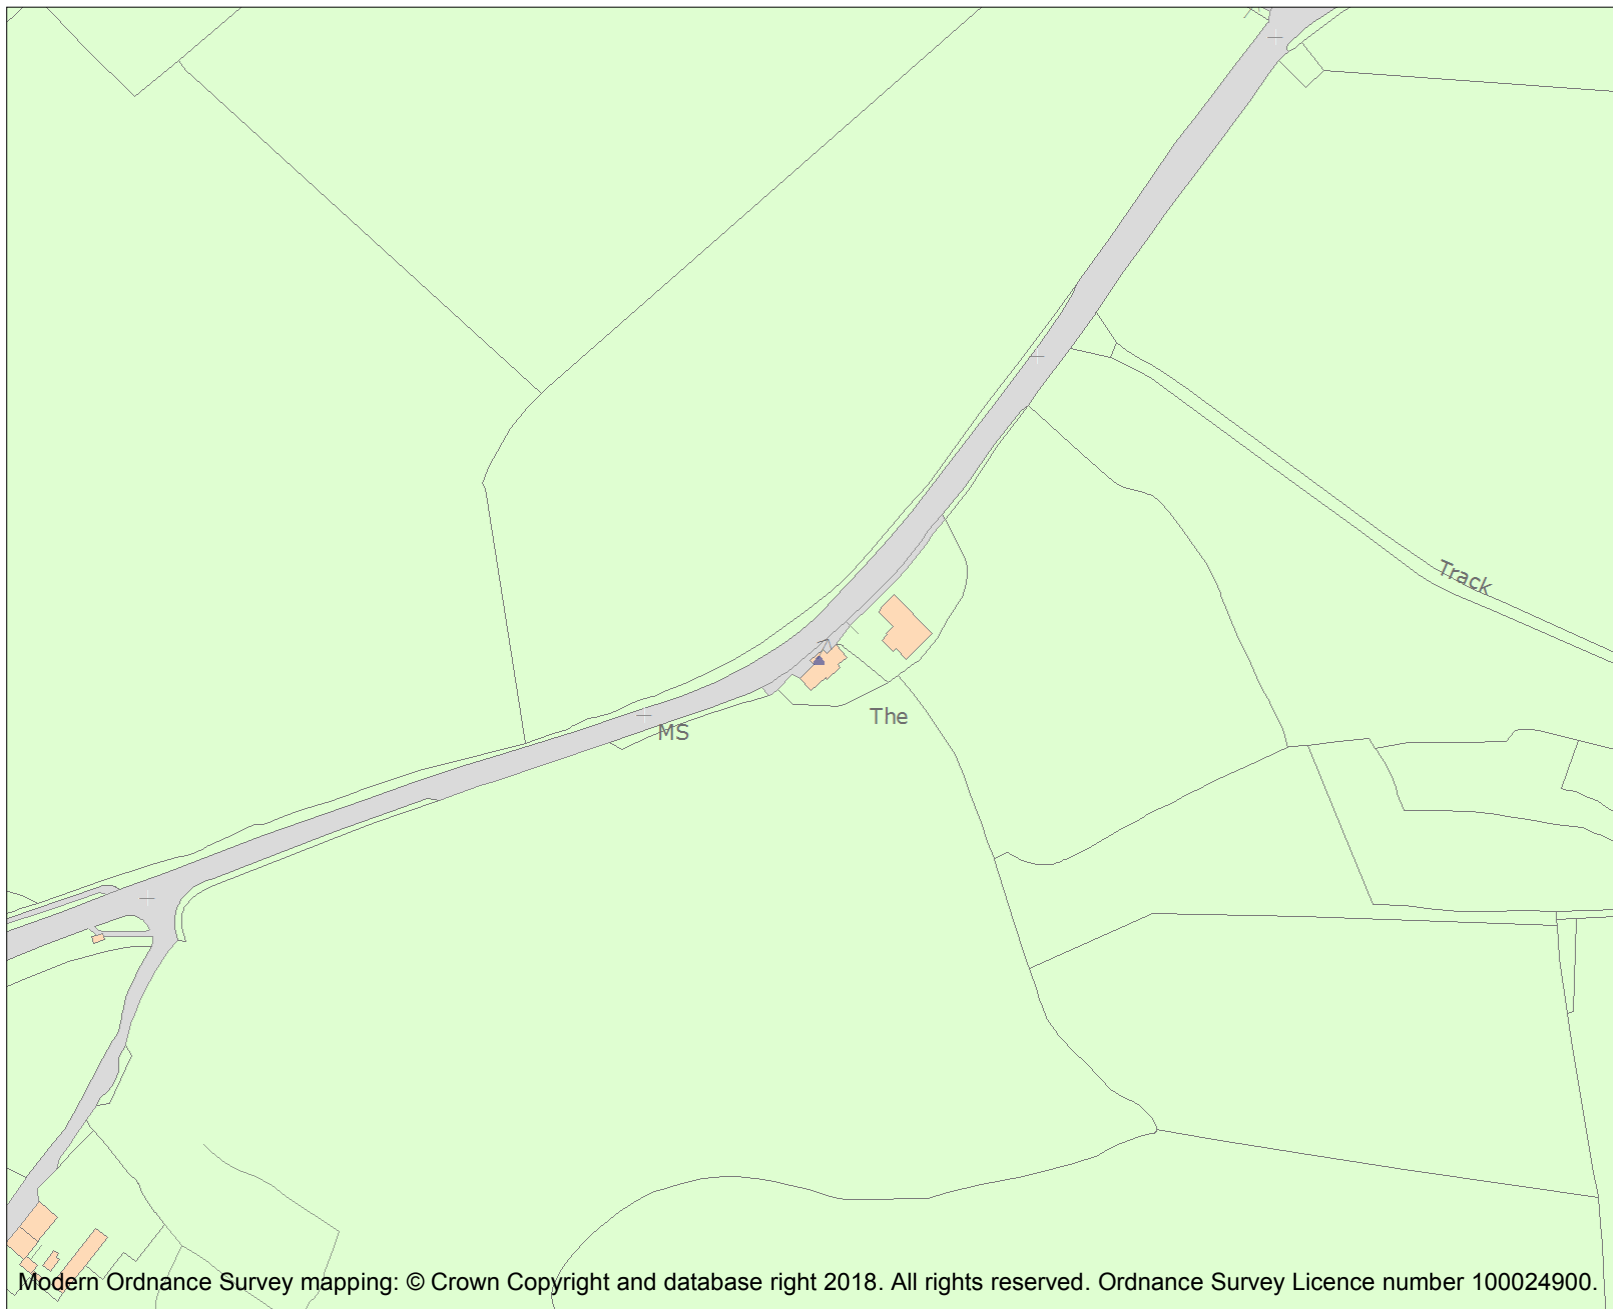 Track
The
MS
Modern Ordnance Survey mapping: © Crown Copyright and database right 2018. All rights reserved. Ordnance Survey Licence number 100024900.